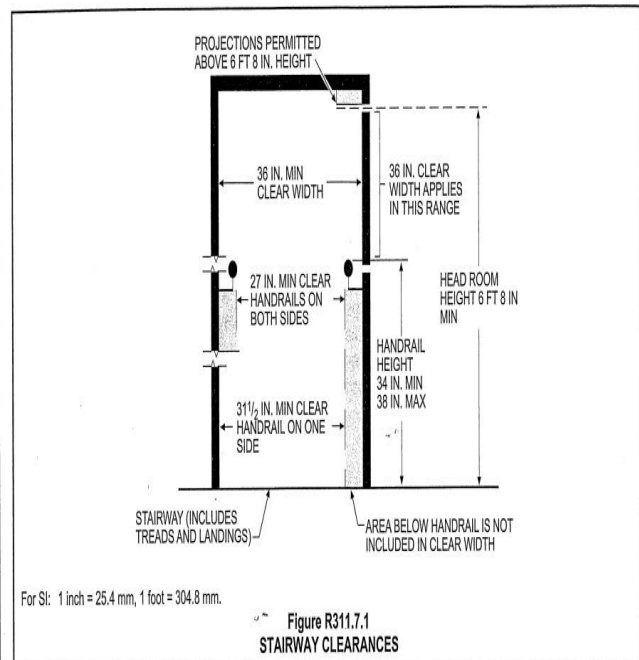 PROJECTIONS PERMITTED
ABOVE 6 FT 8 IN. HEIGHT
36 IN. MIN
CLEAR WIDTH
36 IN. CLEAR
WIDTH APPLIES
IN THIS RANGE
27 IN. MIN CLEAR
HANDRAILS ON
BOTH SIDES
HEAD ROOM
HEIGHT 6 FT 8 IN
MIN
HANDRAIL
HEIGHT
34 IN. MIN
38 IN. MAX
31 1/2 IN. MIN CLEAR
HANDRAIL ON ONE
SIDE
STAIRWAY (INCLUDES
TREADS AND LANDINGS)
AREA BELOW HANDRAIL IS NOT
INCLUDED IN CLEAR WIDTH
For SI: 1 inch = 25.4 mm, 1 foot = 304.8 mm.
Figure R311.7.1
STAIRWAY CLEARANCES